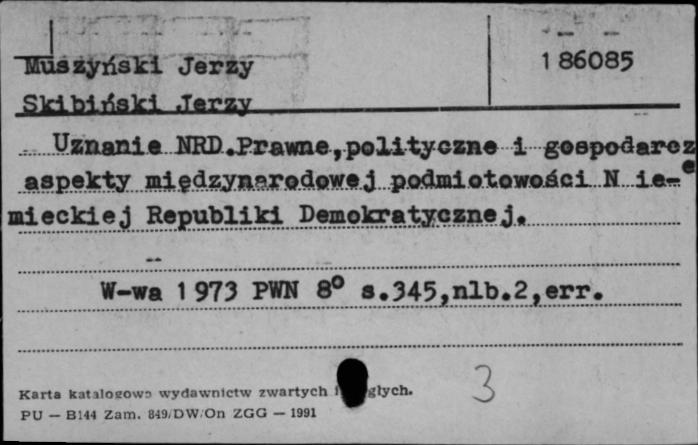 Muszyński Jerzy
186085
Skibiński Jerzy
Uznanie NRD.Prawne,polityczne i gospodarcz
e
aspekty międzynarodowej podmiotowości N ie-
mieckiej Republiki Demokratycznej.
W-wa 1973 PWN 8° s.345,nlb.2,err.
3
Karta katalogowa wydawnictw zwartych głych.
PU — B144 Zam. 849/DW/On ZGG — 1991